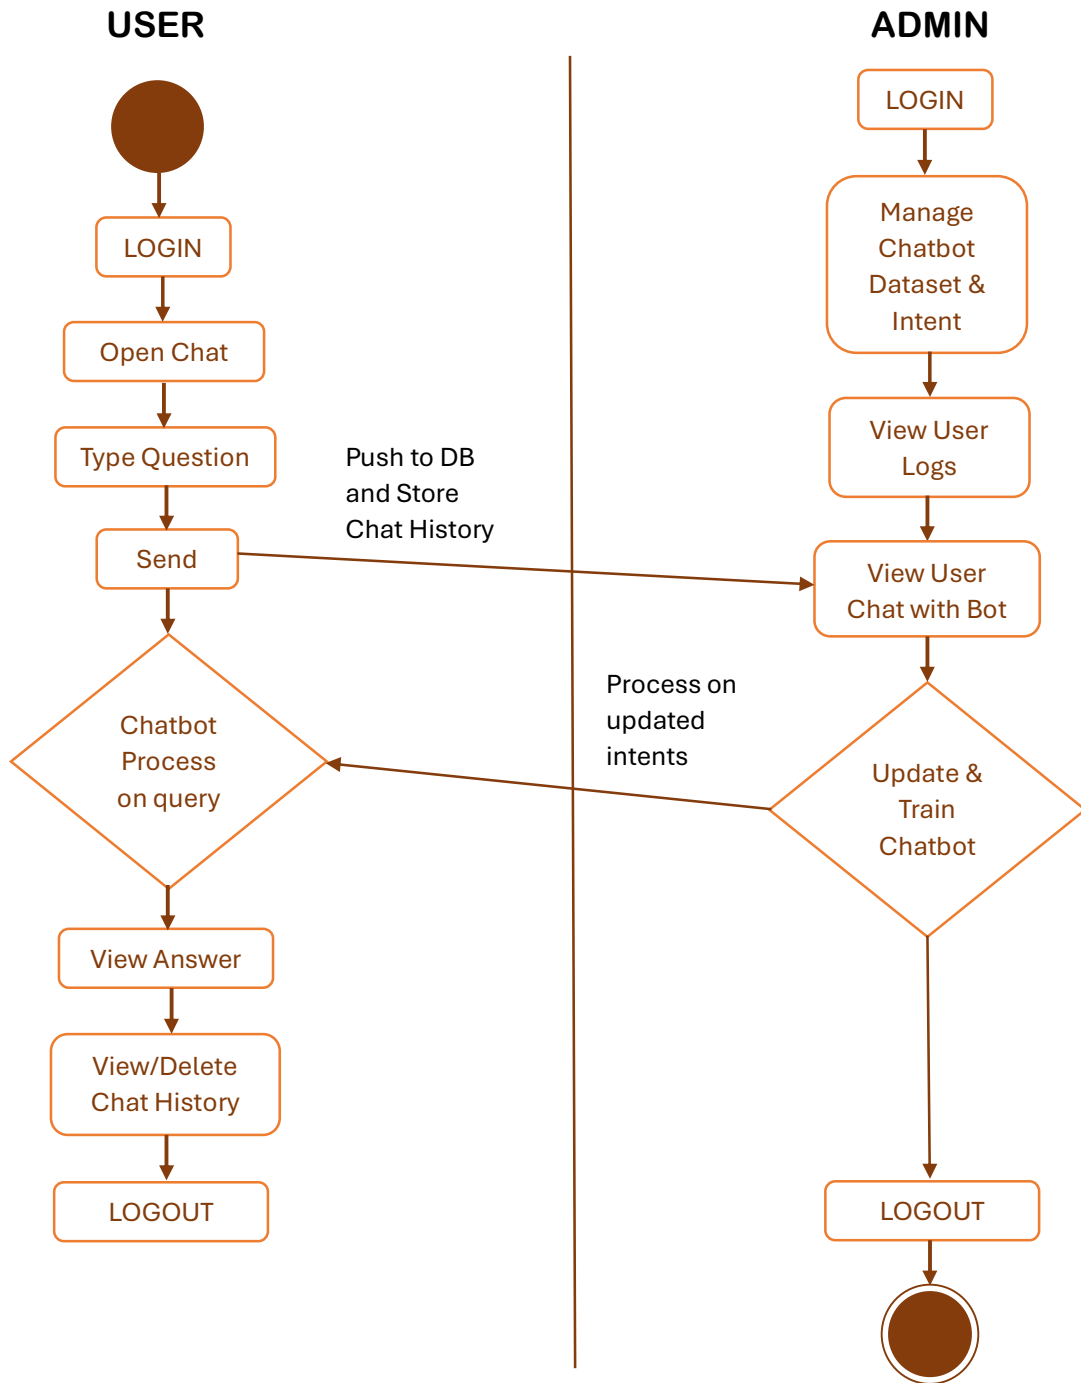 USER
LOGIN
Open Chat
Type Question
Send
Chatbot
Process
on query
View Answer
View/Delete
Chat History
LOGOUT
Push to DB
and Store
Chat History
Process on
updated
intents
ADMIN
LOGIN
Manage
Chatbot
Dataset &
Intent
View User
Logs
View User
Chat with Bot
Update &
Train
Chatbot
LOGOUT